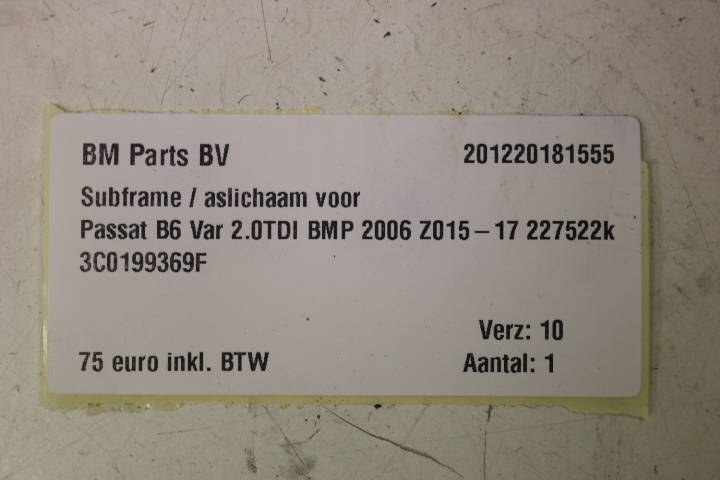 BM Parts BV 201220181555
Subframe / aslichaam voor
Passat B6 Var 2.0TDI BMP 2006 Z015-17 227522k
3C0199369F
Verz: 10
75 euro inkl. BTW Aantal: 1